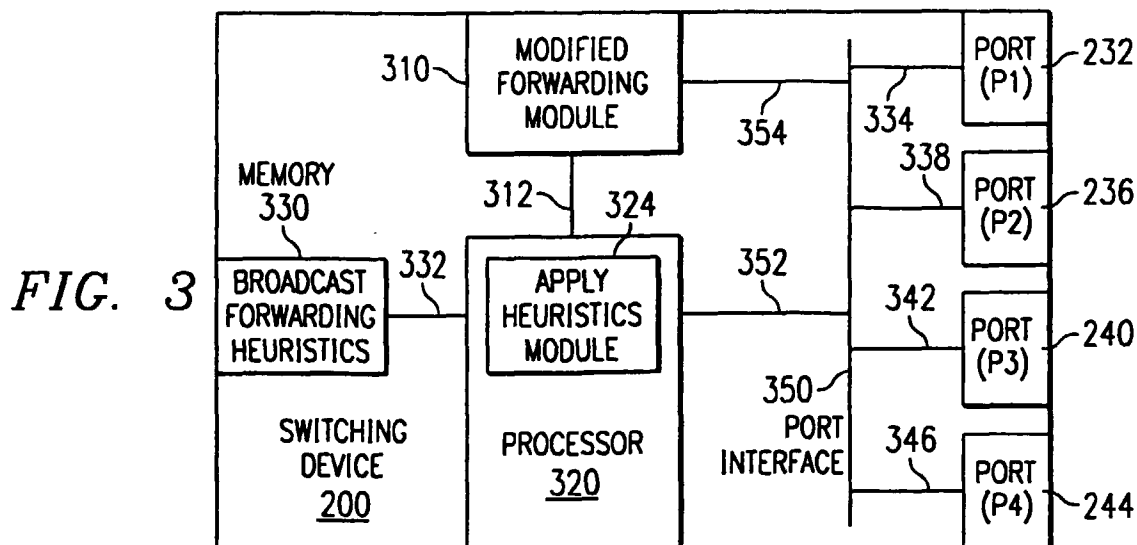 310
MODIFIED
FORWARDING
MODULE
354
334
PORT
(P1)
232
338
PORT
(P2)
236
MEMORY
330
312
324
BROADCAST
FORWARDING
HEURISTICS
332
APPLY
HEURISTICS
MODULE
352
342
PORT
(P3)
240
FIG. 3
350
PORT
INTERFACE
SWITCHING
DEVICE
200
PROCESSOR
320
346
PORT
(P4)
244